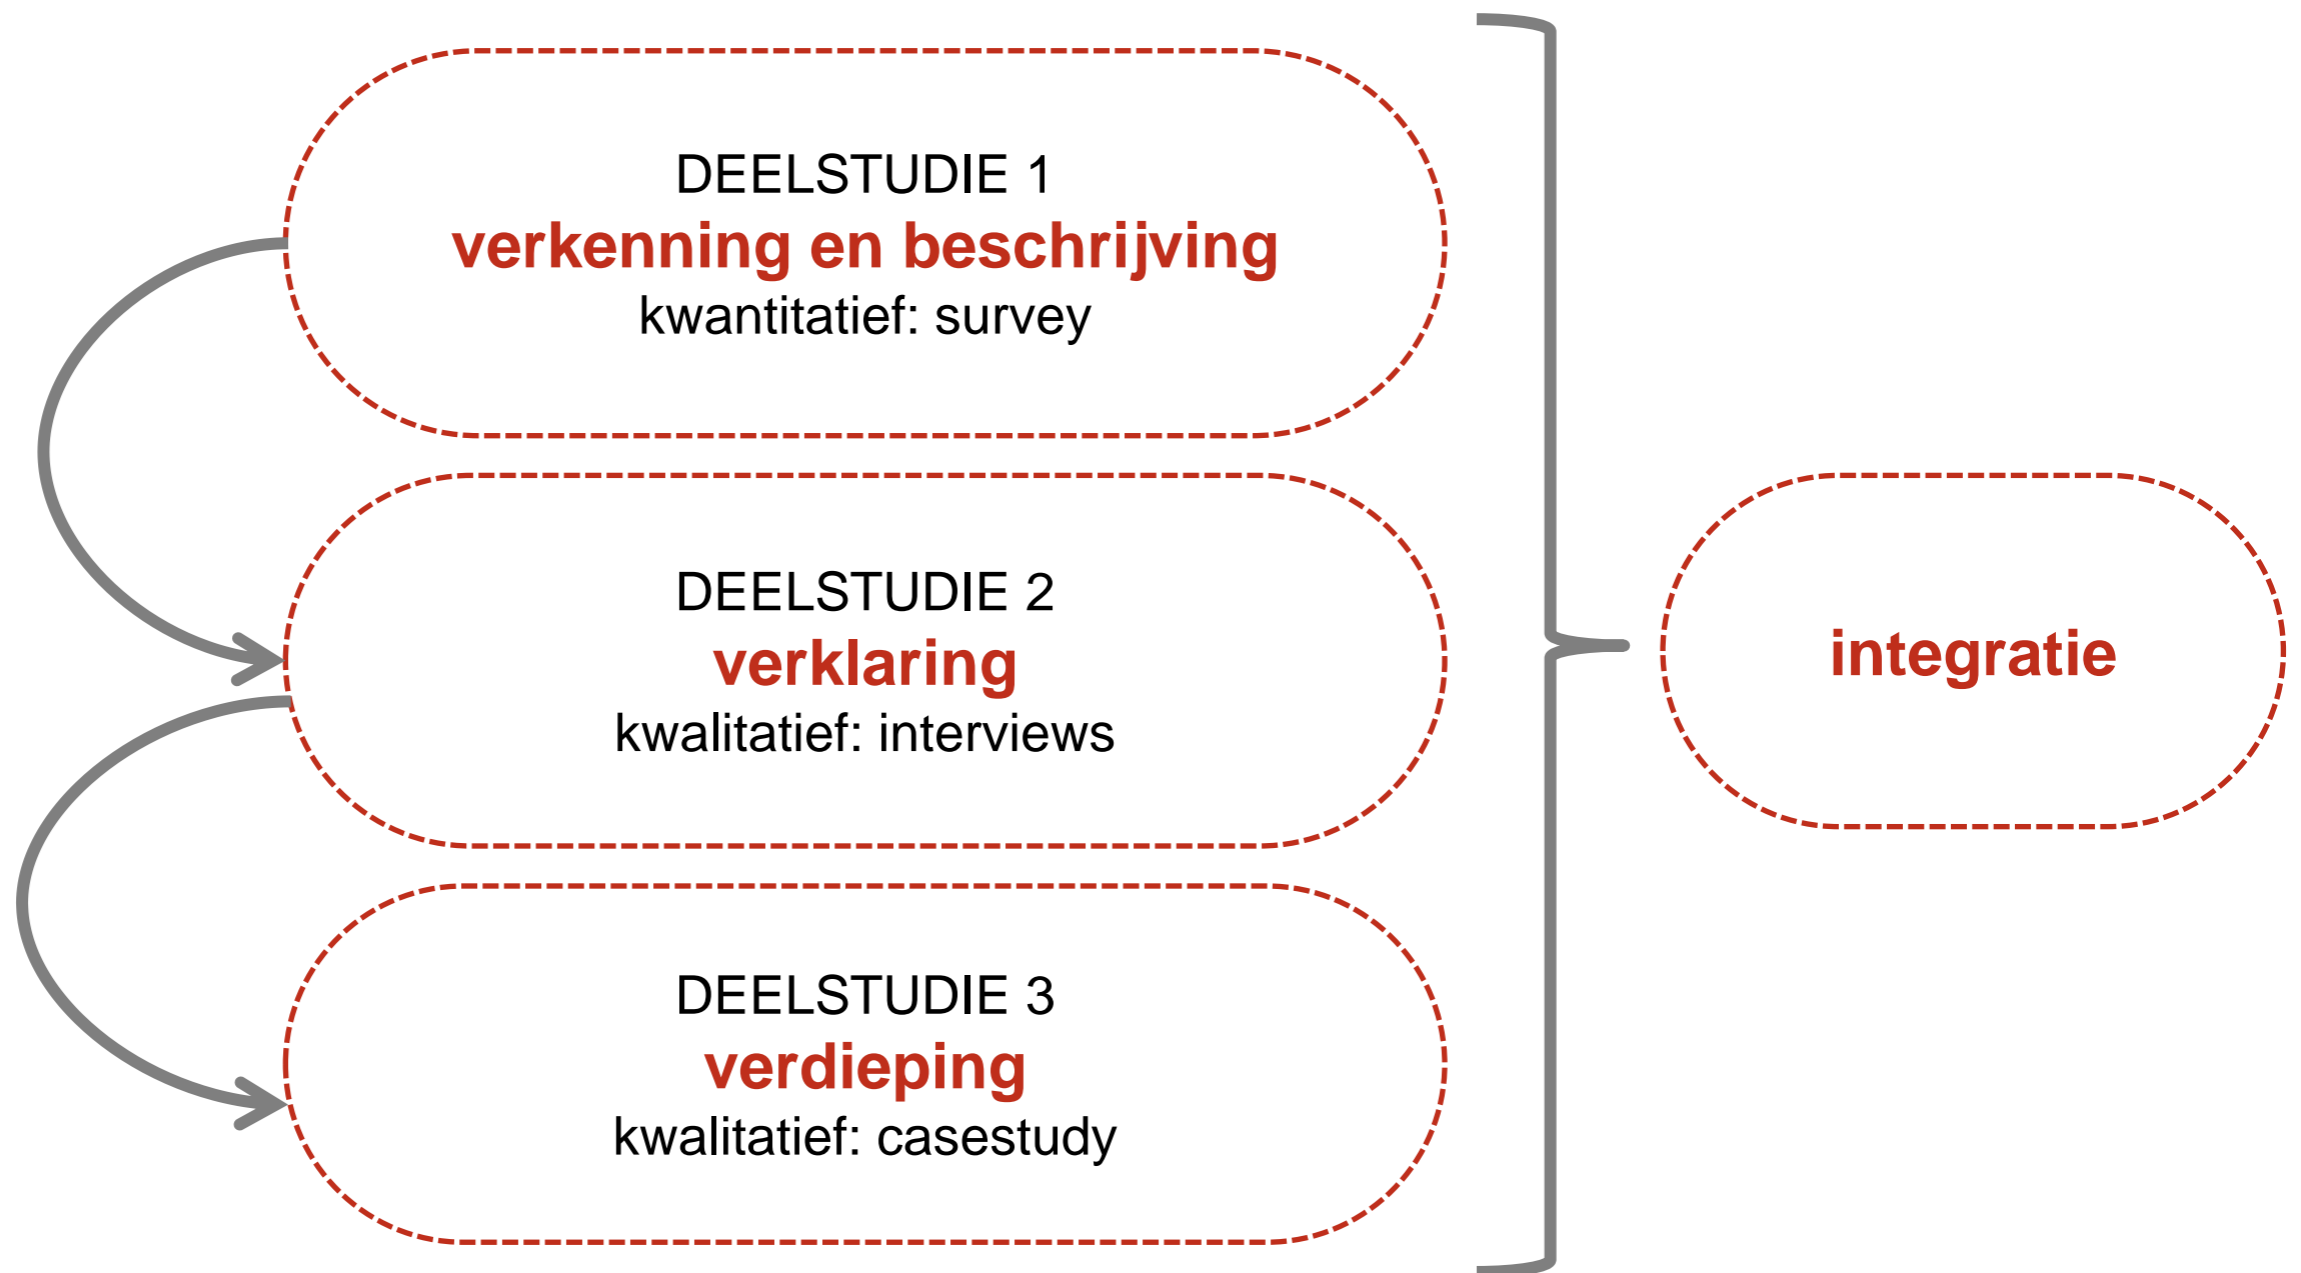 DEELSTUDIE 1
verkenning en beschrijving
kwantitatief: survey
DEELSTUDIE 2
verklaring
kwalitatief: interviews
DEELSTUDIE 3
verdieping
kwalitatief: casestudy
integratie